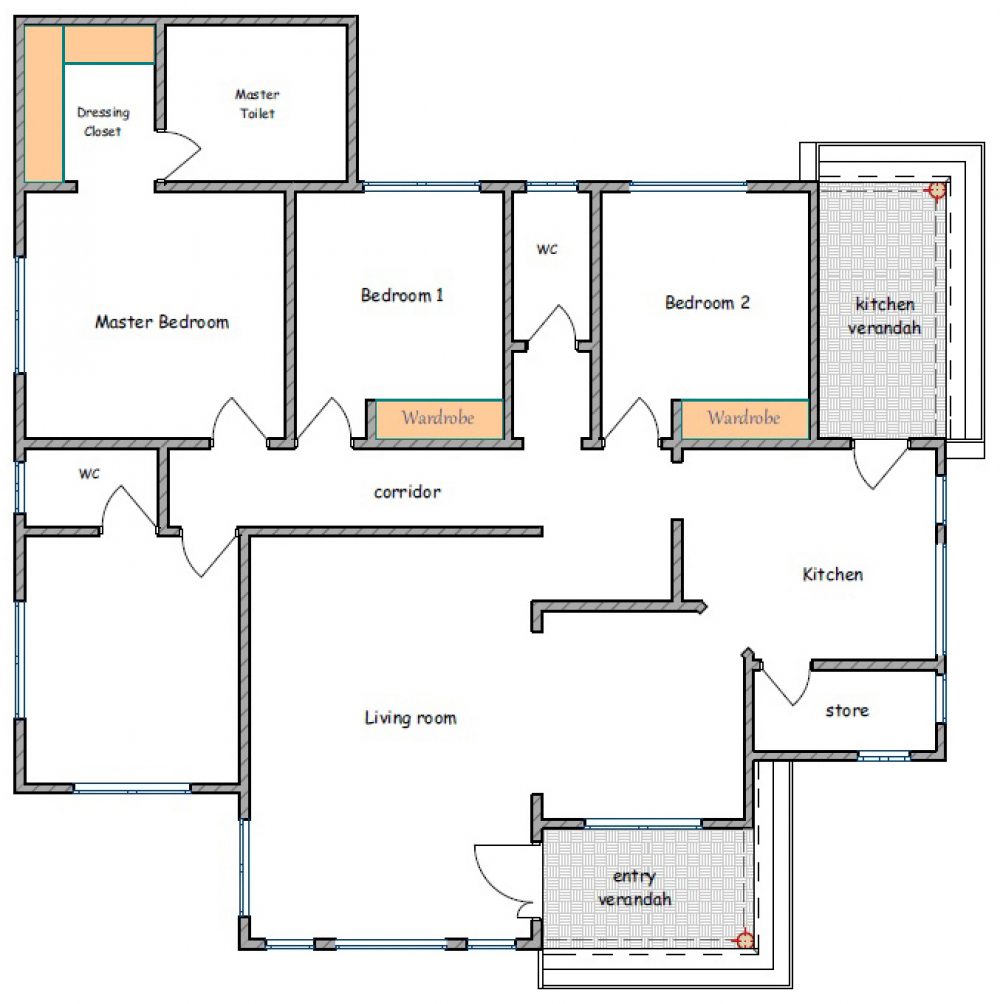 Master
Toilet
Dressing
Closet
WC
Bedroom 1
Bedroom 2
kitchen
verandah
Master Bedroom
Wardrobe
Wardrobe
WC
corridor
Kitchen
Living room
store
entry
verandah